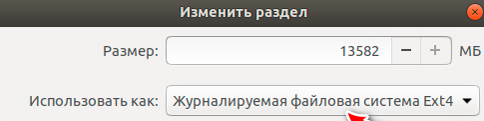 Изменить раздел
Размер: 13582 МБ
Использовать как: Журналируемая файловая система Ext4